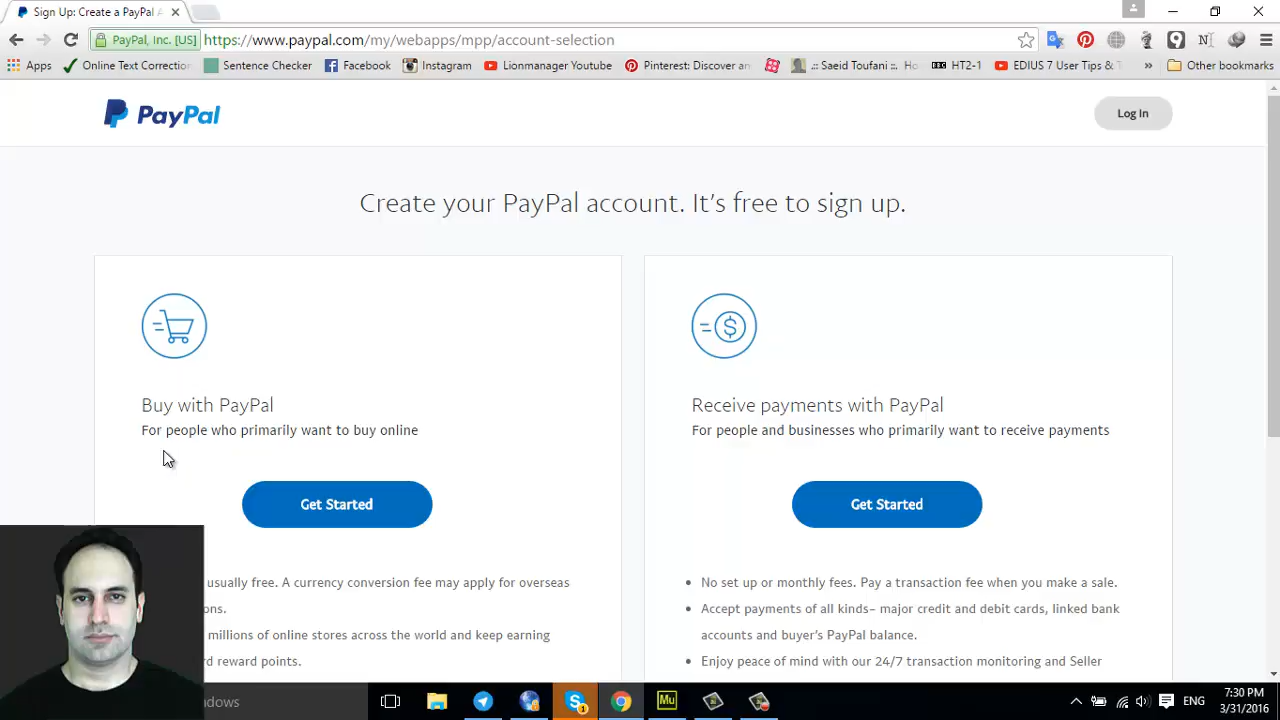 Sign Up: Create a PayPal A
PayPal, Inc. [US] https://www.paypal.com/my/webapps/mpp/account-selection
Apps Online Text Correction Sentence Checker Facebook Instagram Lionmanager Youtube Pinterest: Discover an .:: Saeid Toufani ::. Ho HT2-1 EDIUS 7 User Tips & T » Other bookmarks
PayPal
Log In
Create your PayPal account. It's free to sign up.
Buy with PayPal
For people who primarily want to buy online
Get Started
usually free. A currency conversion fee may apply for overseas
ons.
millions of online stores across the world and keep earning
rd reward points.
Receive payments with PayPal
For people and businesses who primarily want to receive payments
Get Started
No set up or monthly fees. Pay a transaction fee when you make a sale.
Accept payments of all kinds– major credit and debit cards, linked bank
accounts and buyer's PayPal balance.
Enjoy peace of mind with our 24/7 transaction monitoring and Seller
ndows
1
Mu
ENG
7:30 PM
3/31/2016